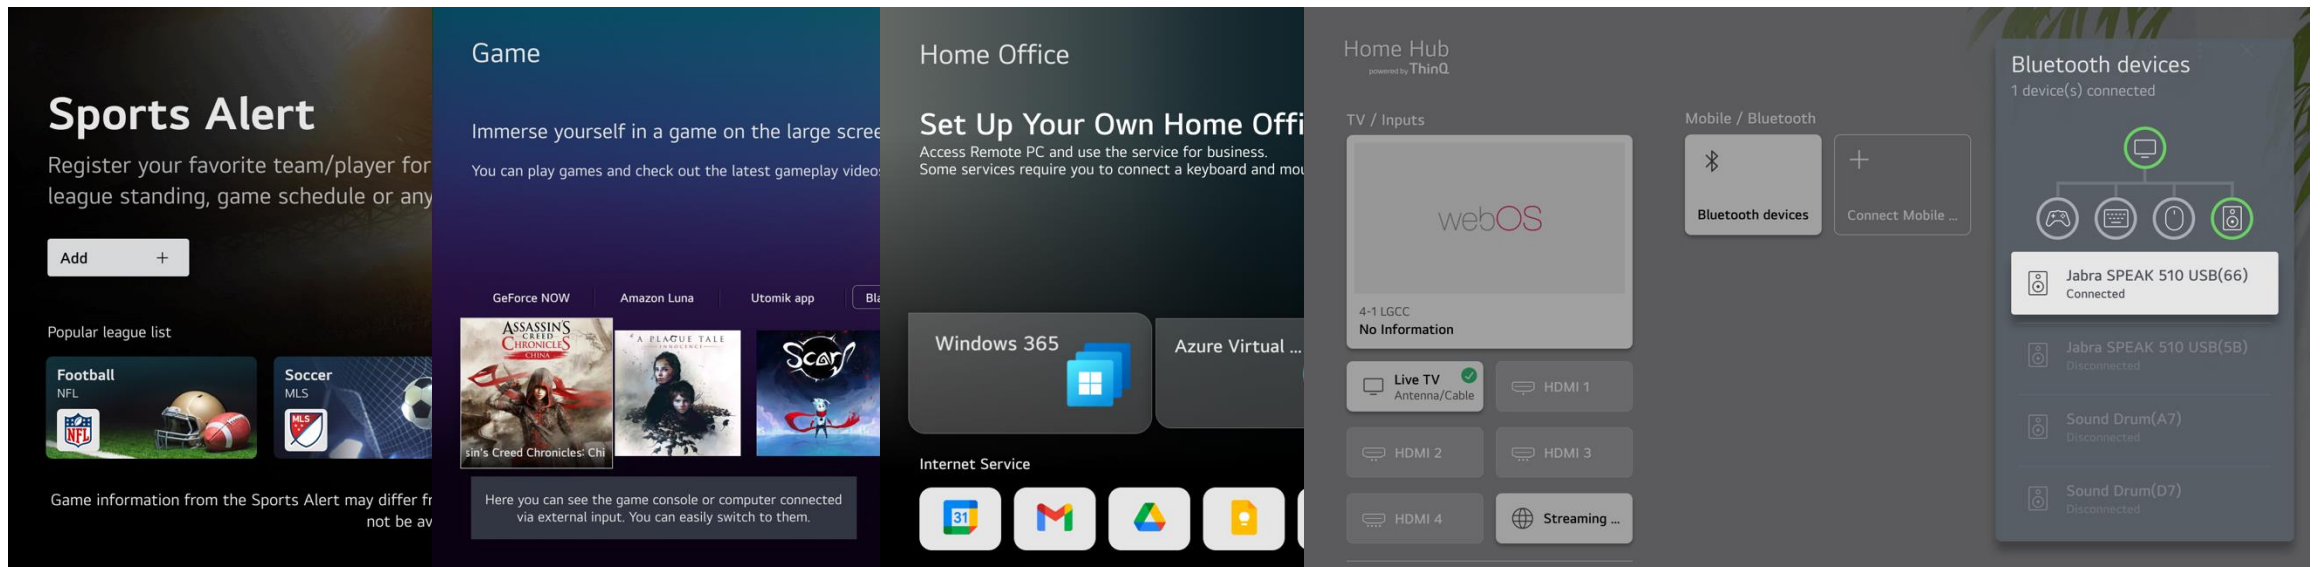 Sports Alert
Register your favorite team/player for
league standing, game schedule or any
Add +
Popular league list
Football
NFL
NFL
Soccer
MLS
MLS
Game information from the Sports Alert may differ fr
not be av
Game
Immerse yourself in a game on the large scree
You can play games and check out the latest gameplay video
GeForce NOW
Amazon Luna
Utomik app
Bla
ASSASSIN'S
CREED
CHRONICLES
CHINA
sin's Creed Chronicles: Chi
A PLAGUE TALE
INNOCENCE
Scarf
Here you can see the game console or computer connected
via external input. You can easily switch to them.
Home Office
Set Up Your Own Home Offi
Access Remote PC and use the service for business.
Some services require you to connect a keyboard and mou
Windows 365
Azure Virtual ...
Internet Service
31
Home Hub
powered by ThinQ
TV / Inputs
webOS
4-1 LGCC
No Information
Live TV
Antenna/Cable
HDMI 1
HDMI 2
HDMI 3
HDMI 4
Streaming ...
Mobile / Bluetooth
Bluetooth devices
+
Connect Mobile ...
Bluetooth devices
1 device(s) connected
Jabra SPEAK 510 USB(66)
Connected
Jabra SPEAK 510 USB(5B)
Disconnected
Sound Drum(A7)
Disconnected
Sound Drum(D7)
Disconnected